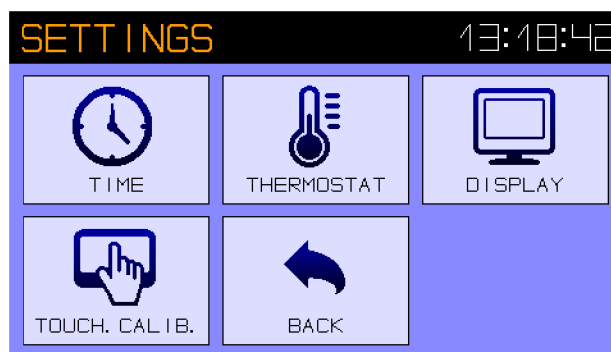 SETTINGS 13:18:42
TIME THERMOSTAT DISPLAY
TOUCH. CALIB. BACK